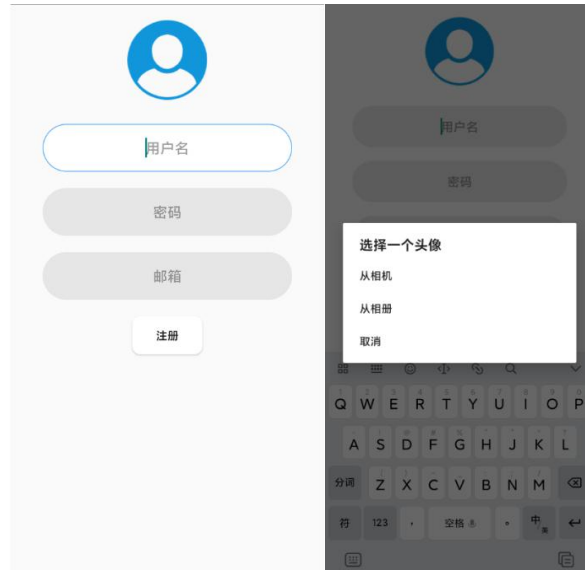 用户名
密码
邮箱
注册
用户名
密码
选择一个头像
从相机
从相册
取消
Q W E R T Y U I O P
A S D F G H J K L
分词 Z X C V B N M
符 123 , 空格 。 中英